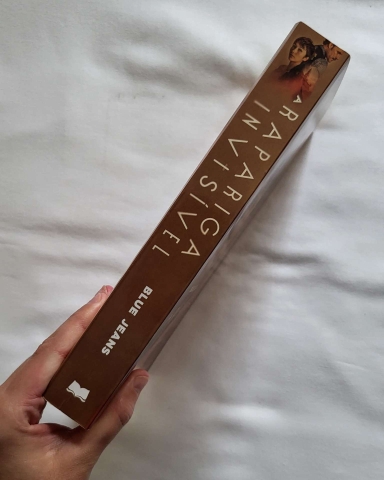 A
RAPARIGA
INVISÍVEL
BLUE JEANS